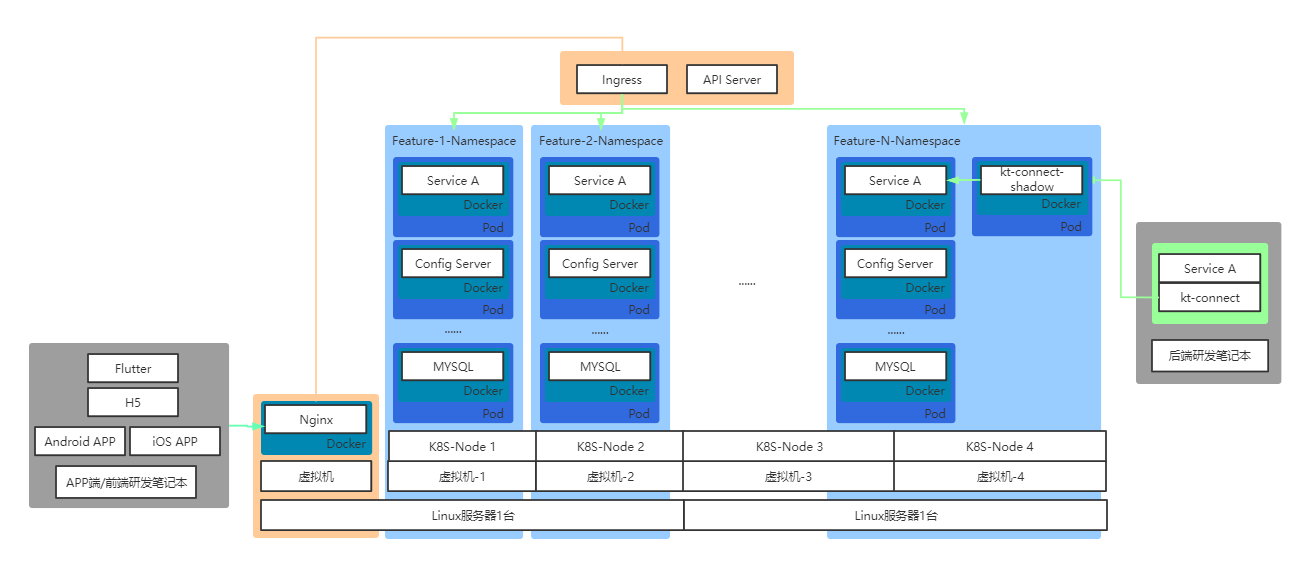 Ingress
API Server
Feature-1-Namespace
Service A
Docker
Pod
Config Server
Docker
Pod
......
MYSQL
Docker
Pod
Feature-2-Namespace
Service A
Docker
Pod
Config Server
Docker
Pod
......
MYSQL
Docker
Pod
......
Feature-N-Namespace
Service A
Docker
Pod
kt-connect-
shadow
Docker
Pod
Config Server
Docker
Pod
......
MYSQL
Docker
Pod
Service A
kt-connect
后端研发笔记本
Flutter
H5
Android APP
iOS APP
APP端/前端研发笔记本
Nginx
Docker
虚拟机
K8S-Node 1
K8S-Node 2
K8S-Node 3
K8S-Node 4
虚拟机-1
虚拟机-2
虚拟机-3
虚拟机-4
Linux服务器1台
Linux服务器1台